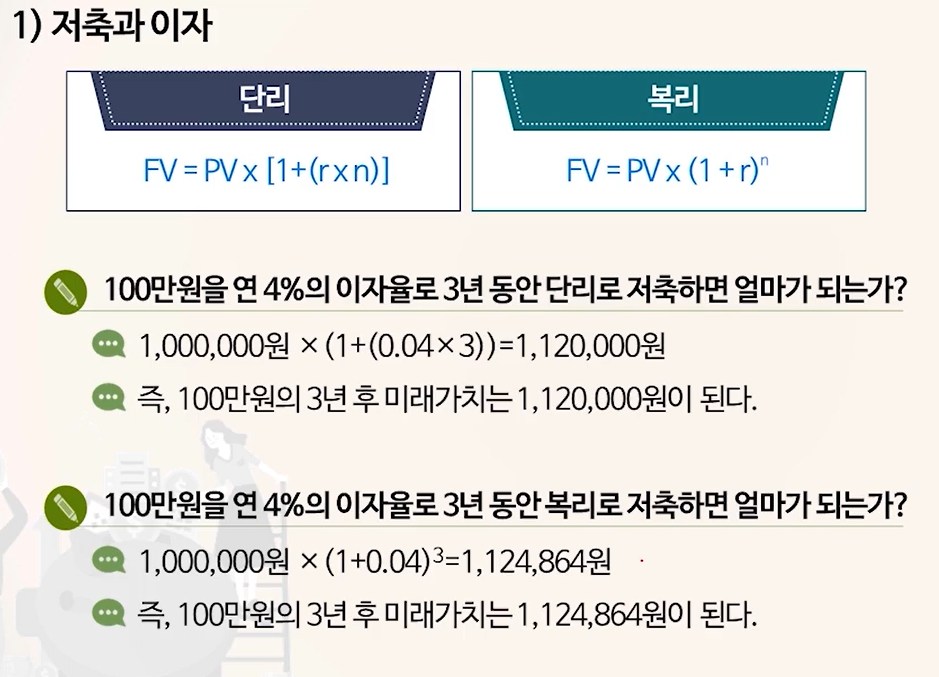 1) 저축과 이자
단리
FV = PV x [1+(r x n)]
복리
FV = PV x (1 + r)ⁿ
100만원을 연 4%의 이자율로 3년 동안 단리로 저축하면 얼마가 되는가?
1,000,000원 ×(1+(0.04×3))=1,120,000원
즉, 100만원의 3년 후 미래가치는 1,120,000원이 된다.
100만원을 연 4%의 이자율로 3년 동안 복리로 저축하면 얼마가 되는가?
1,000,000원 ×(1+0.04)³=1,124,864원
즉, 100만원의 3년 후 미래가치는 1,124,864원이 된다.